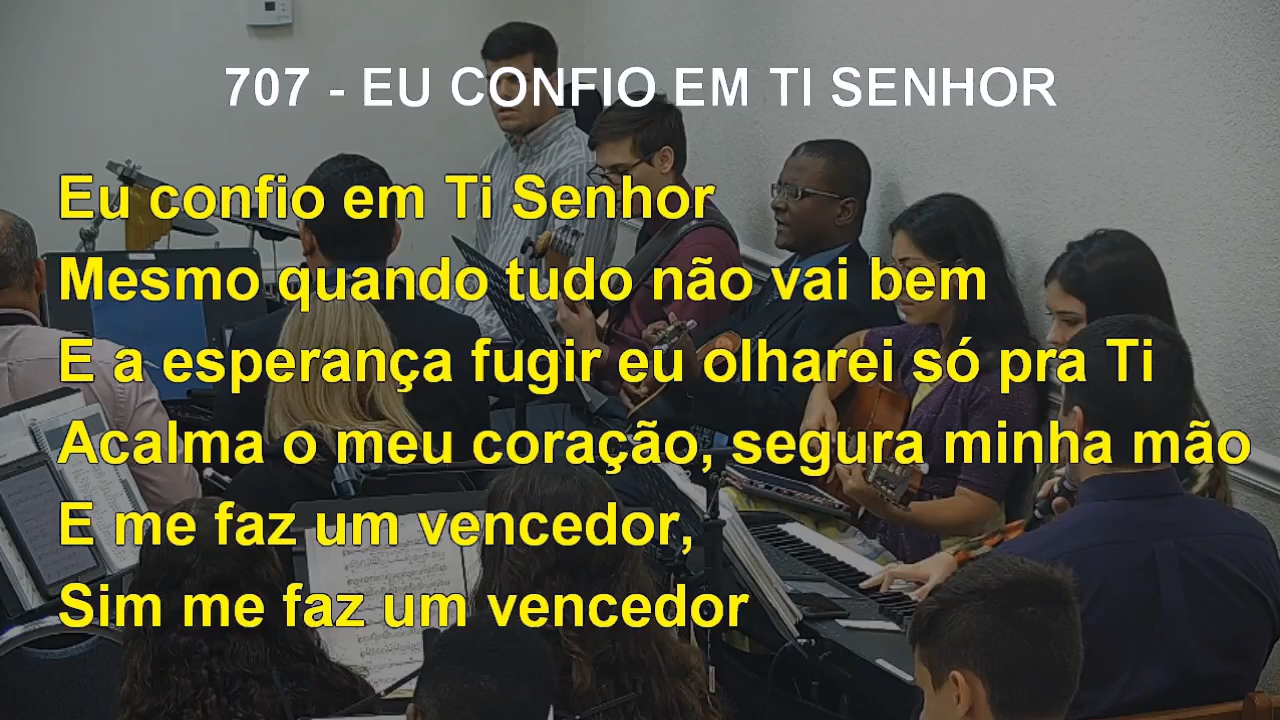 707 - EU CONFIO EM TI SENHOR
Eu confio em Ti Senhor
Mesmo quando tudo não vai bem
E a esperança fugir eu olharei só pra Ti
Acalma o meu coração, segura minha mão
E me faz um vencedor,
Sim me faz um vencedor